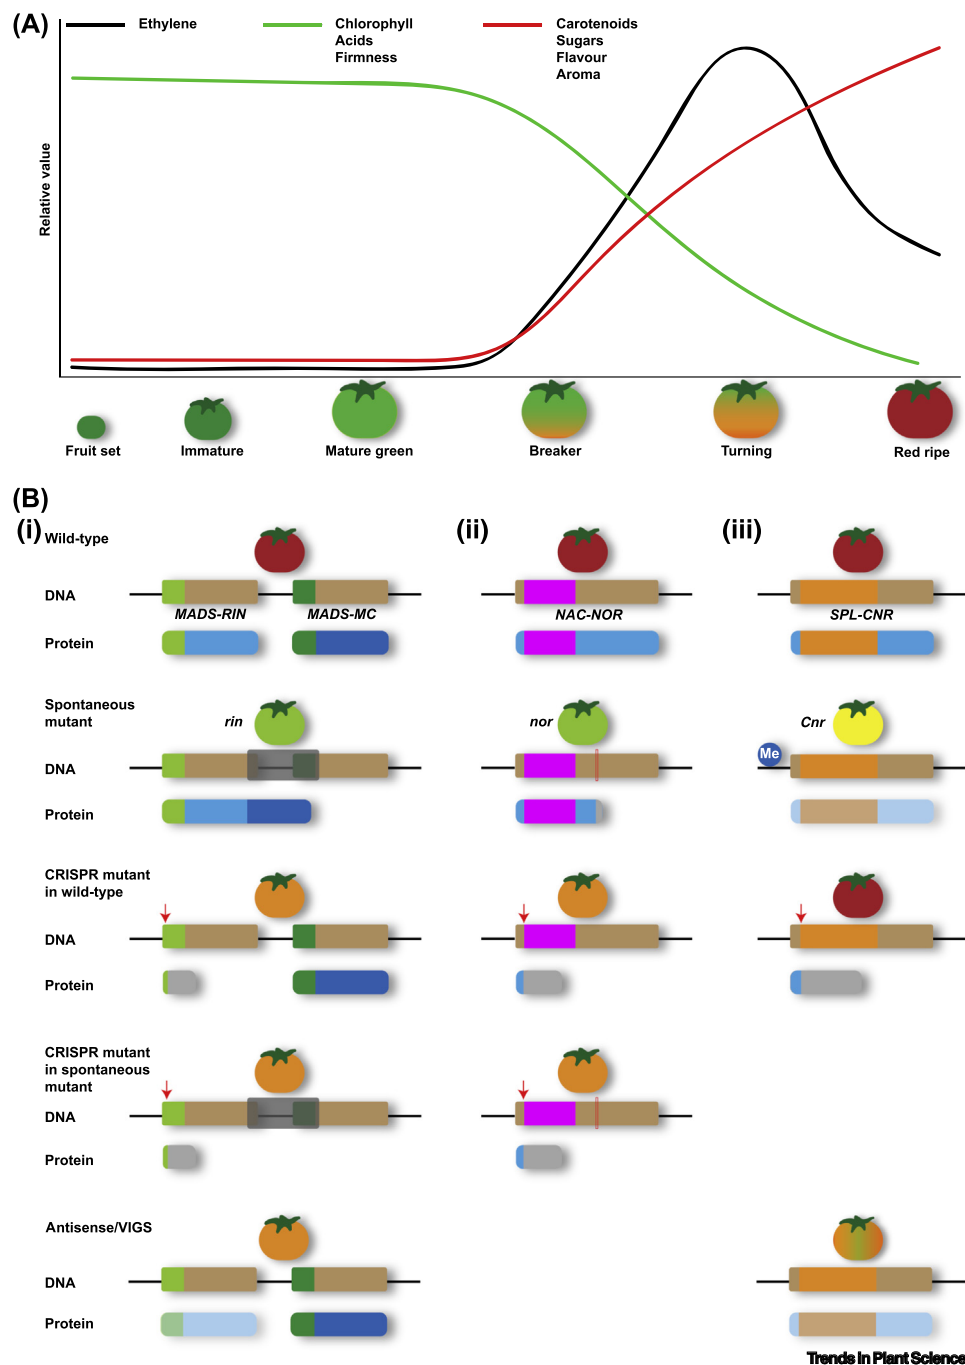 (A)
Ethylene
Chlorophyll
Acids
Firmness
Carotenoids
Sugars
Flavour
Aroma
Relative value
Fruit set
Immature
Mature green
Breaker
Turning
Red ripe
(B)
(i)
(ii)
(iii)
Wild-type
DNA
MADS-RIN
MADS-MC
NAC-NOR
SPL-CNR
Protein
Spontaneous
mutant
rin
nor
Cnr
Me
DNA
Protein
CRISPR mutant
in wild-type
DNA
Protein
CRISPR mutant
in spontaneous
mutant
DNA
Protein
Antisense/VIGS
DNA
Protein
Trends in Plant Science